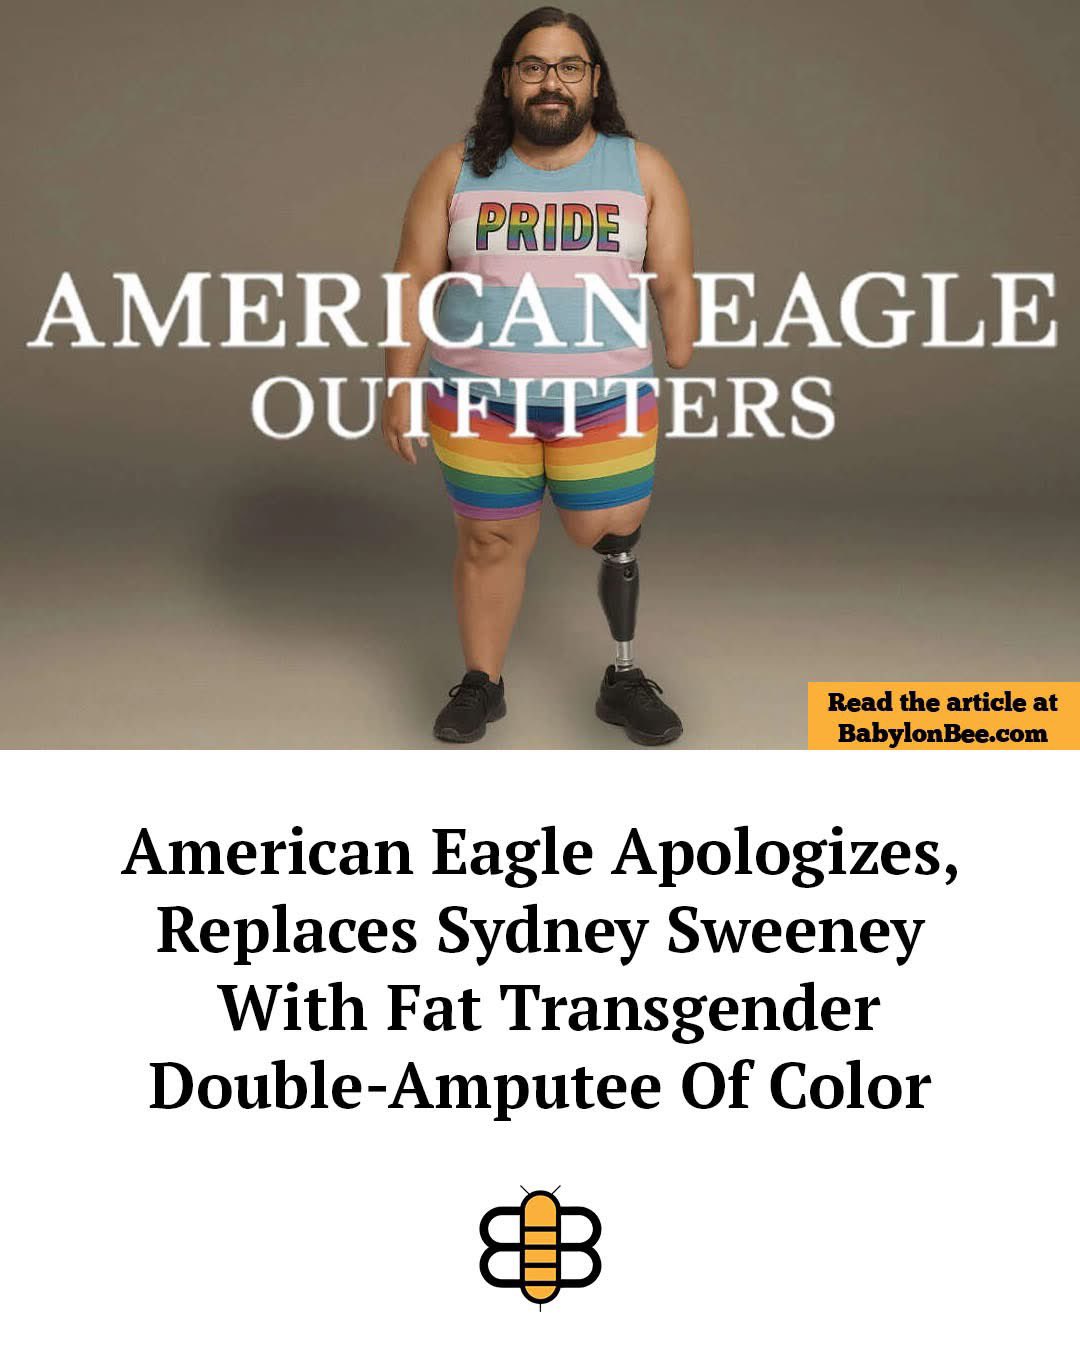 PRIDE
AMERICAN EAGLE
OUTFITTERS
Read the article at
BabylonBee.com
American Eagle Apologizes,
Replaces Sydney Sweeney
With Fat Transgender
Double-Amputee Of Color